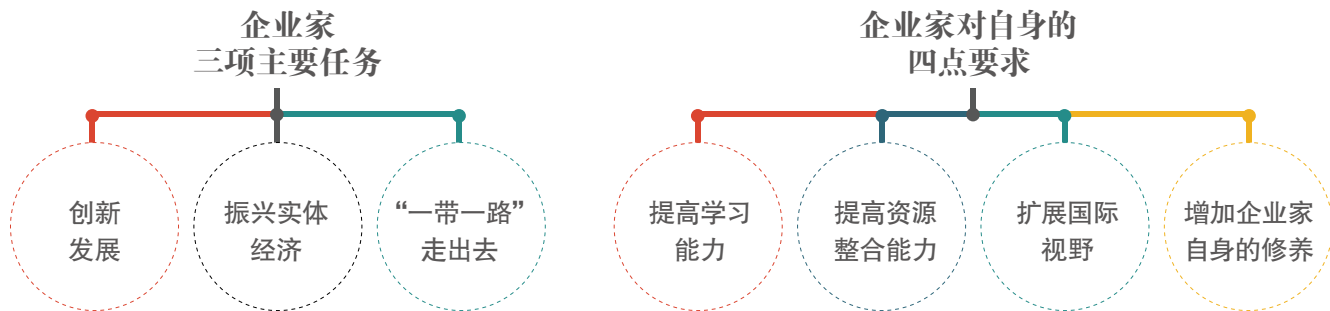 企业家
三项主要任务
创新
发展
振兴实体
经济
“一带一路”
走出去
企业家对自身的
四点要求
提高学习
能力
提高资源
整合能力
扩展国际
视野
增加企业家
自身的修养